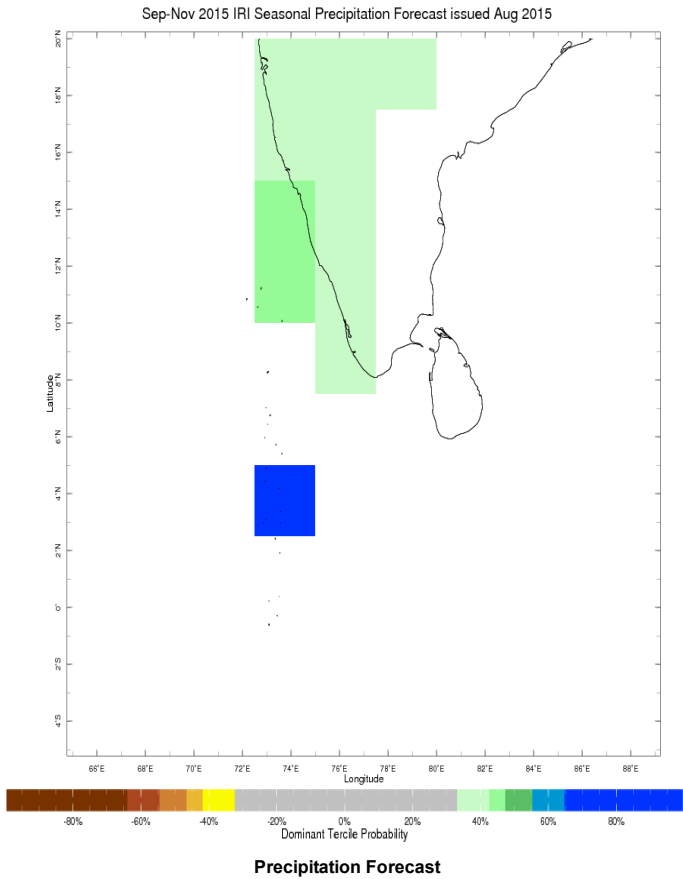 Sep-Nov 2015 IRI Seasonal Precipitation Forecast issued Aug 2015
20°N
18°N
16°N
14°N
12°N
10°N
8°N
6°N
4°N
2°N
0°
2°S
4°S
Latitude
66°E 68°E 70°E 72°E 74°E 76°E 78°E 80°E 82°E 84°E 86°E 88°E
Longitude
-80% -60% -40% -20% 0% 20% 40% 60% 80%
Dominant Tercile Probability
Precipitation Forecast